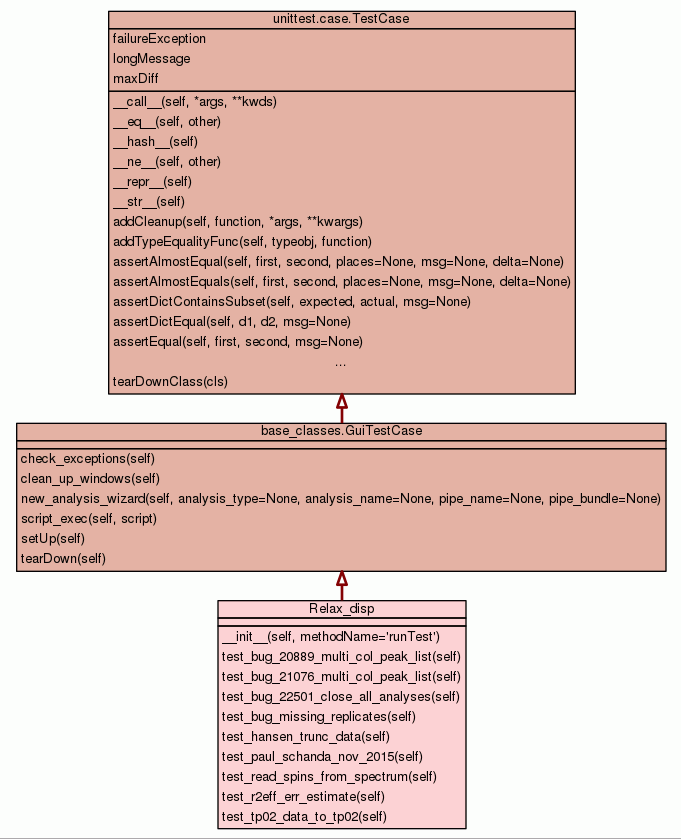 unittest.case.TestCase
failureException
longMessage
maxDiff
__call__(self, *args, **kwds)
__eq__(self, other)
__hash__(self)
__ne__(self, other)
__repr__(self)
__str__(self)
addCleanup(self, function, *args, **kwargs)
addTypeEqualityFunc(self, typeobj, function)
assertAlmostEqual(self, first, second, places=None, msg=None, delta=None)
assertAlmostEquals(self, first, second, places=None, msg=None, delta=None)
assertDictContainsSubset(self, expected, actual, msg=None)
assertDictEqual(self, d1, d2, msg=None)
assertEqual(self, first, second, msg=None)
...
tearDownClass(cls)
base_classes.GuiTestCase
check_exceptions(self)
clean_up_windows(self)
new_analysis_wizard(self, analysis_type=None, analysis_name=None, pipe_name=None, pipe_bundle=None)
script_exec(self, script)
setUp(self)
tearDown(self)
Relax_disp
__init__(self, methodName='runTest')
test_bug_20889_multi_col_peak_list(self)
test_bug_21076_multi_col_peak_list(self)
test_bug_22501_close_all_analyses(self)
test_bug_missing_replicates(self)
test_hansen_trunc_data(self)
test_paul_schanda_nov_2015(self)
test_read_spins_from_spectrum(self)
test_r2eff_err_estimate(self)
test_tp02_data_to_tp02(self)